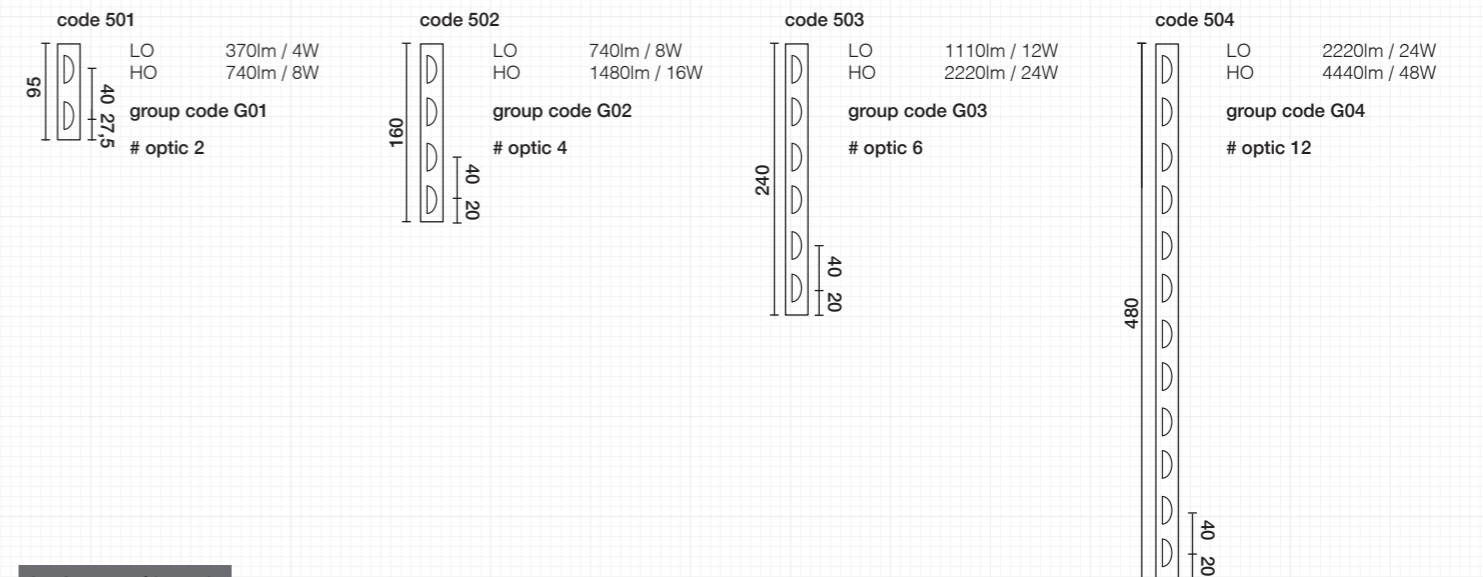 code 501
LO 370lm / 4W
HO 740lm / 8W
group code G01
# optic 2
95
40
27,5
code 502
LO 740lm / 8W
HO 1480lm / 16W
group code G02
# optic 4
160
40
20
code 503
LO 1110lm / 12W
HO 2220lm / 24W
group code G03
# optic 6
240
40
20
code 504
LO 2220lm / 24W
HO 4440lm / 48W
group code G04
# optic 12
480
40
20